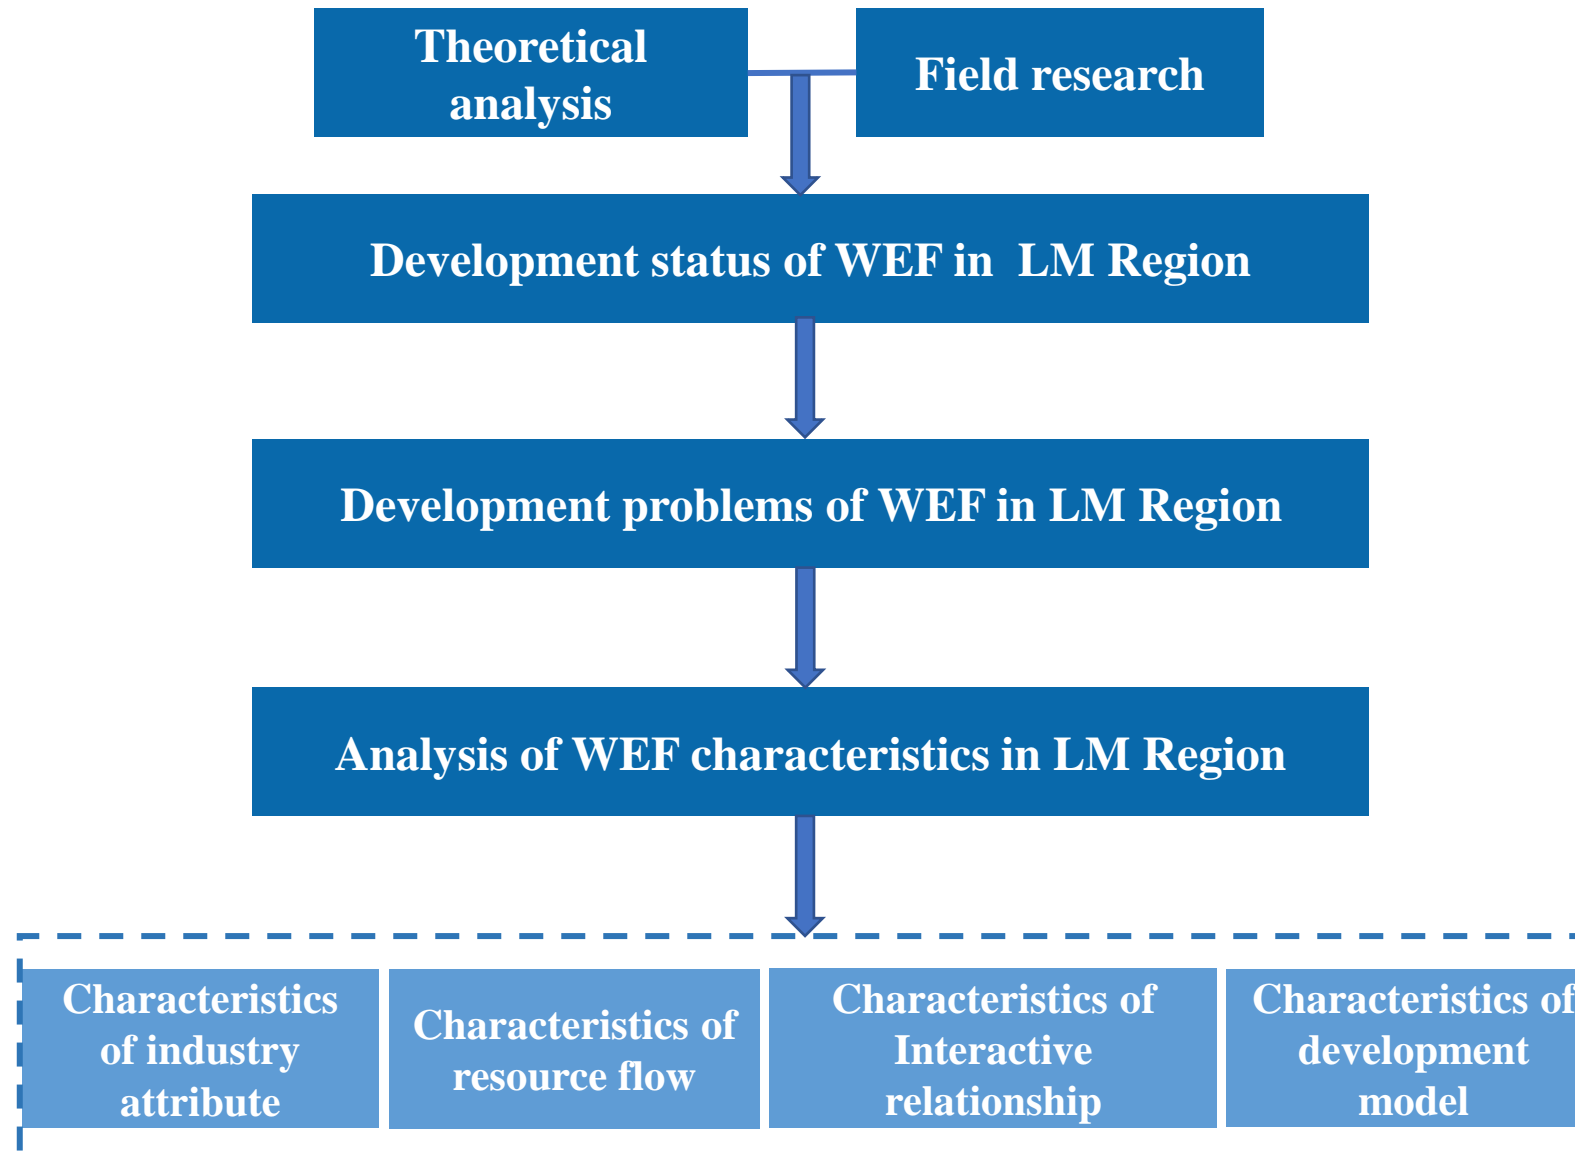 Theoretical
analysis
Field research
Development status of WEF in LM Region
Development problems of WEF in LM Region
Analysis of WEF characteristics in LM Region
Characteristics
of industry
attribute
Characteristics of
resource flow
Characteristics of
Interactive
relationship
Characteristics of
development
model